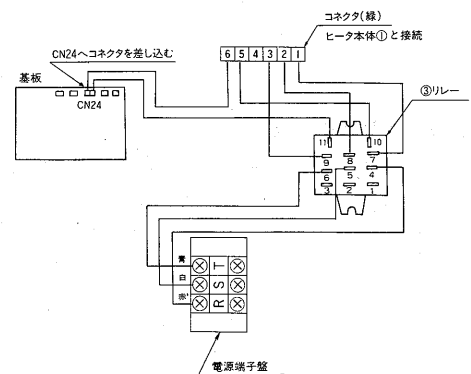 コネクタ(緑)
ヒータ本体①と接続
CN24へコネクタを差し込む
6 5 4 3 2 1
基板
CN24
③リレー
11 10
9 8 7
6 5 4
3 2 1
青 T
白 S
赤 R
電源端子盤